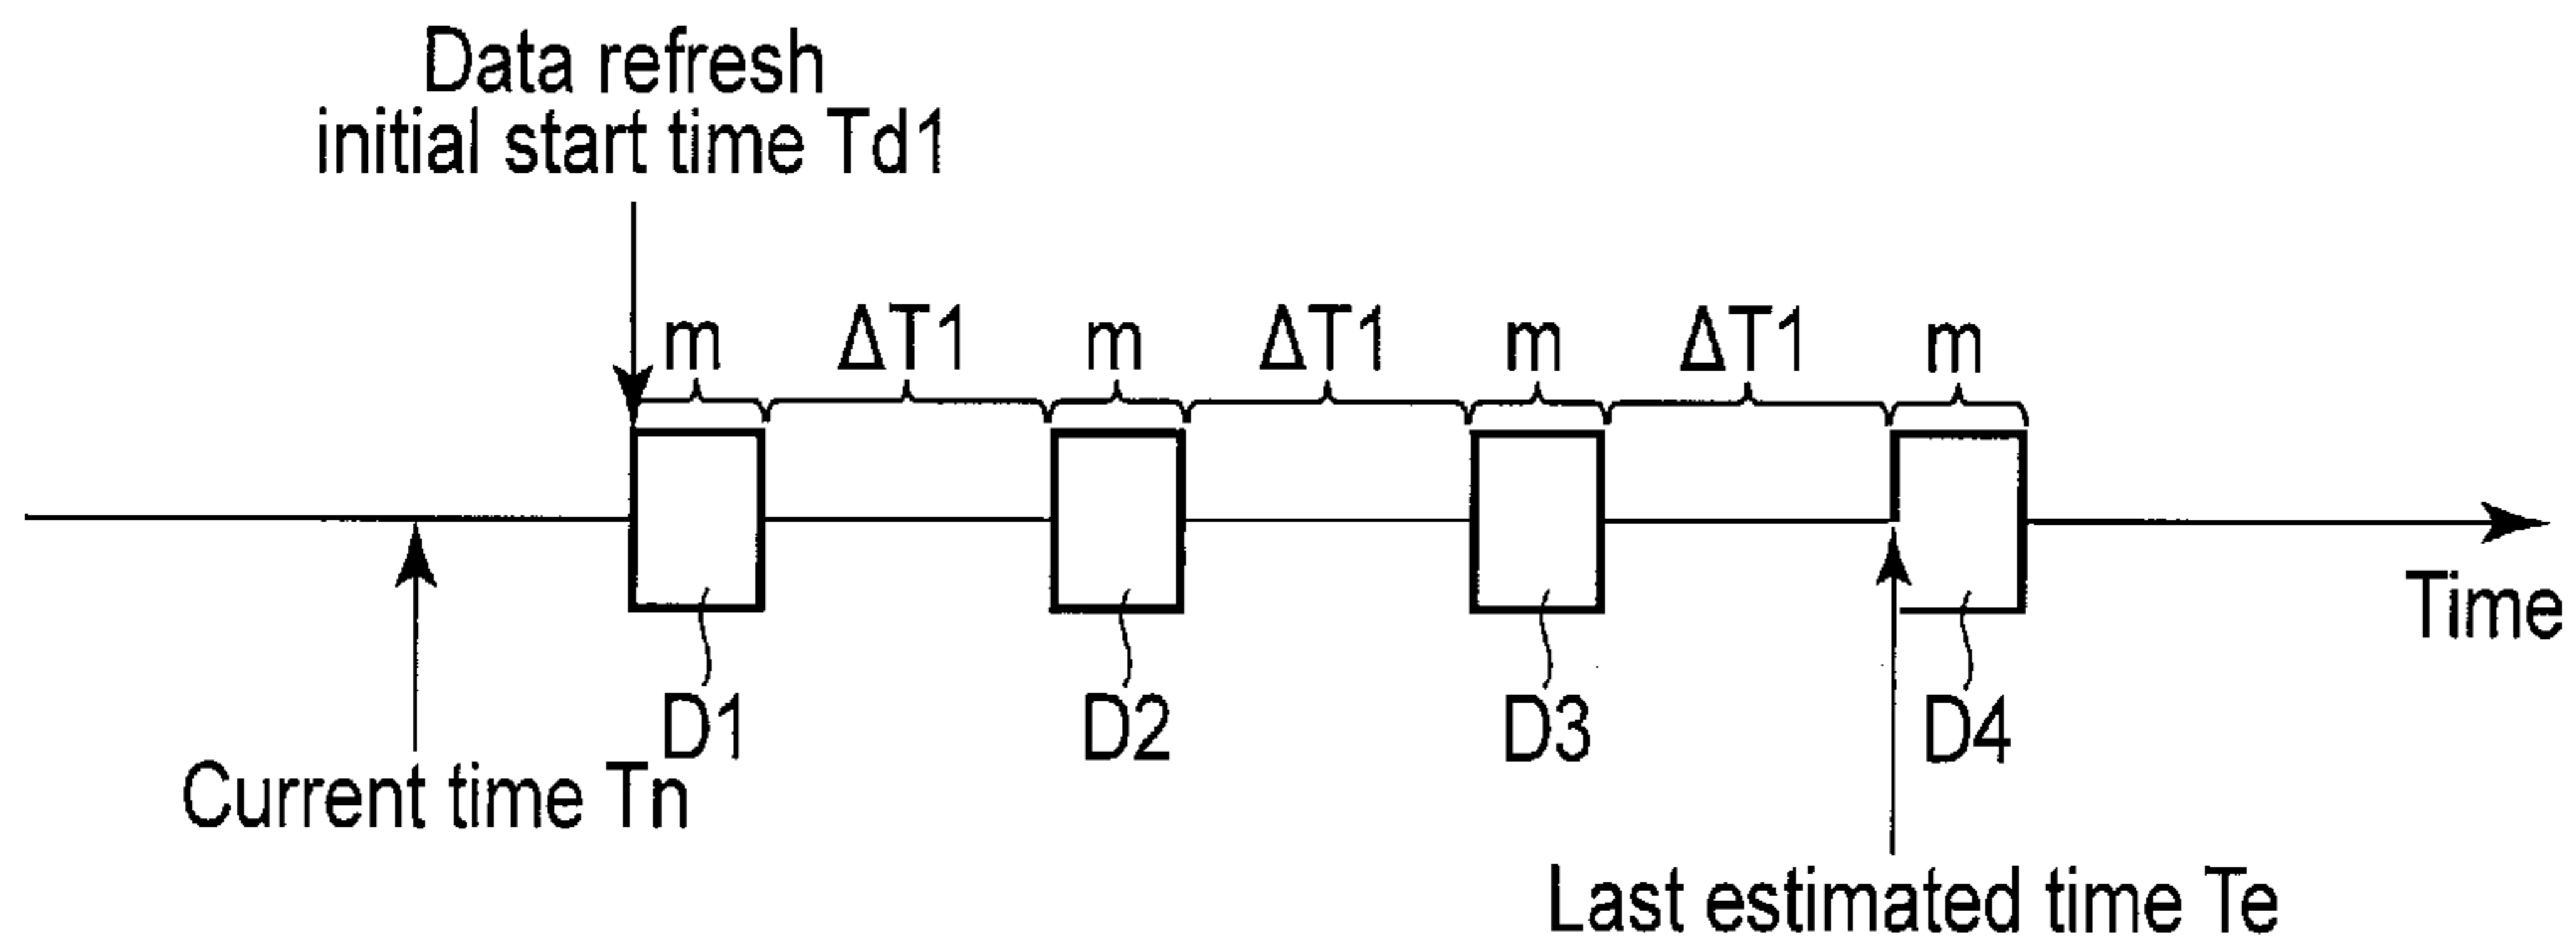 Data refresh
initial start time Td1
m ΔT1 m ΔT1 m ΔT1 m
Time
D1 D2 D3 D4
Current time Tn
Last estimated time Te